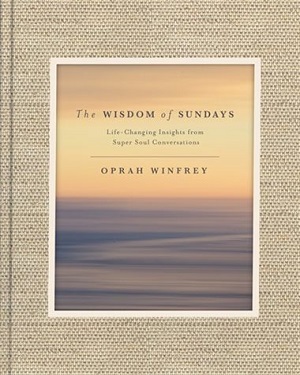 The WISDOM of SUNDAYS
Life-Changing Insights from
Super Soul Conversations
OPRAH WINFREY